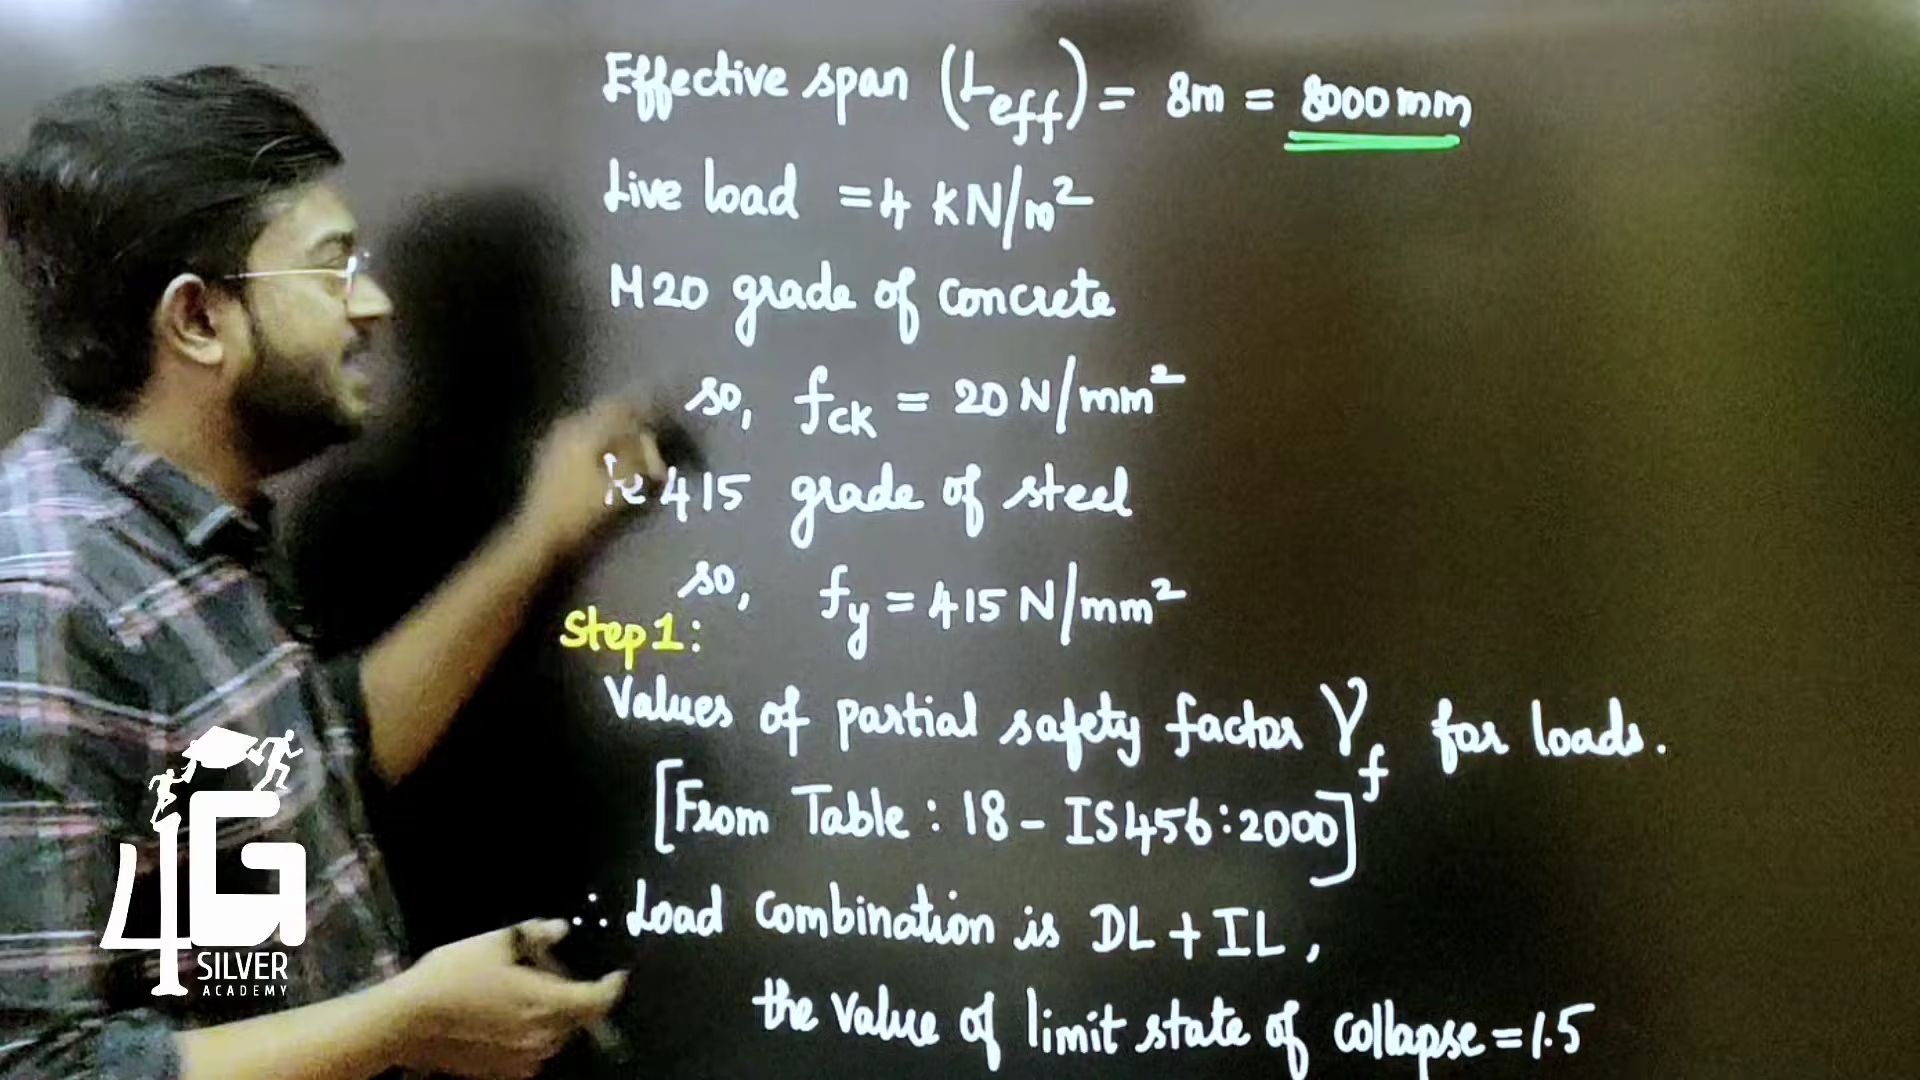 Effective span (Leff) = 8m = 8000mm
Live load = 4 kN/m²
M20 grade of concrete
so, fck = 20 N/mm²
Fe 415 grade of steel
so, fy = 415 N/mm²
Step 1:
Values of partial safety factor γf for loads.
[From Table : 18 - IS456:2000]
∴ Load combination is DL + IL,
the value of limit state of collapse = 1.5
4G
SILVER
ACADEMY